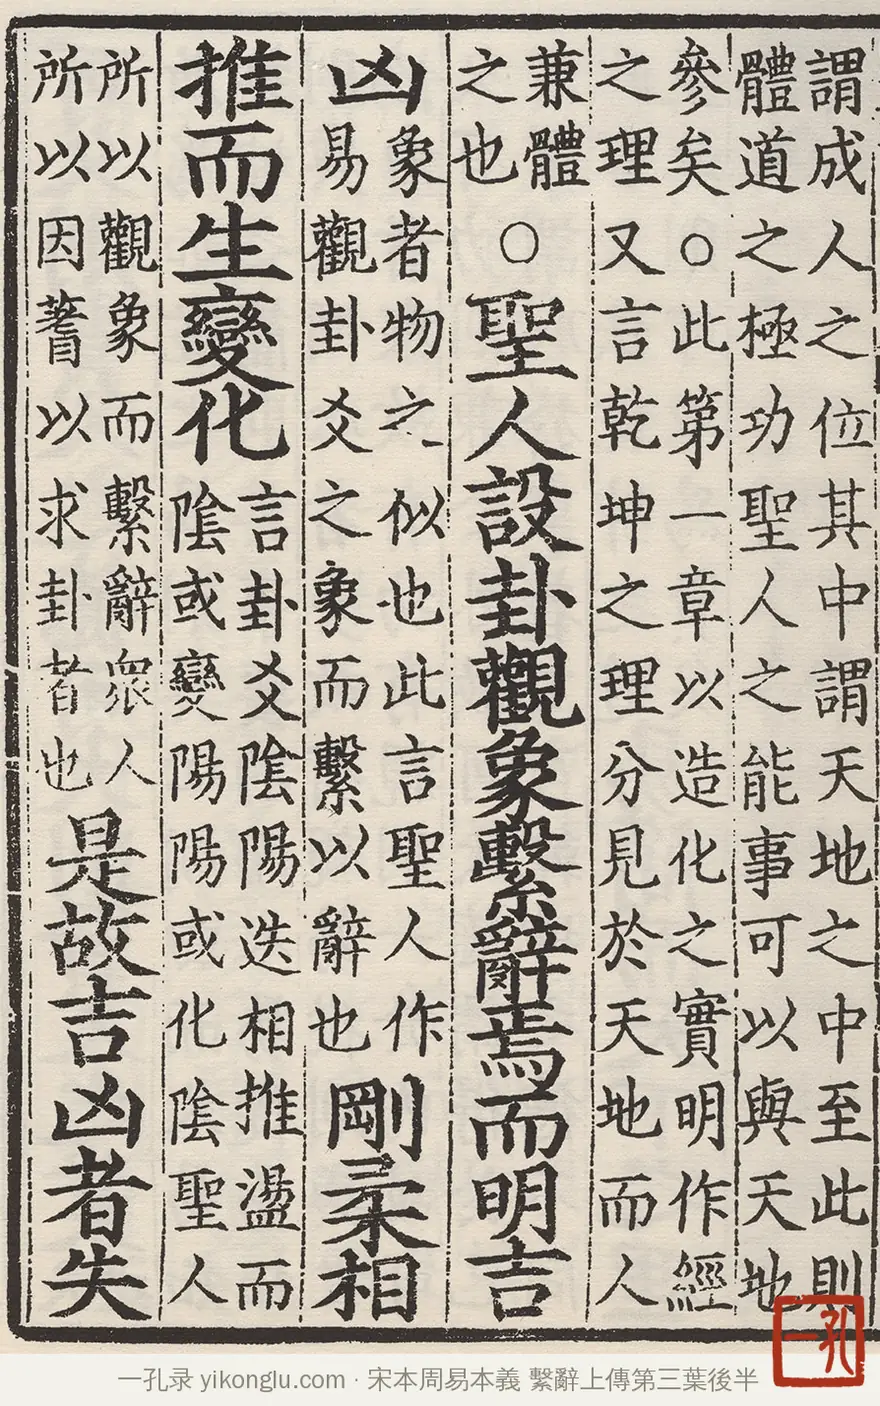 謂成人之位其中謂天地之中至此則
體道之極功聖人之能事可以與天地
參矣○此第一章以造化之實明作經
之理又言乾坤之理分見於天地而人
兼體
之也
○聖人設卦觀象繫辭焉而明吉
凶
象者物之似也此言聖人作
易觀卦爻之象而繫以辭也
剛柔相
推而生變化
言卦爻陰陽迭相推盪而
陰或變陽陽或化陰聖人
所以觀象而繫辭衆人
所以因蓍以求卦者也
是故吉凶者失
一孔
一孔录 yikonglu.com · 宋本周易本義 繫辭上傳第三葉後半